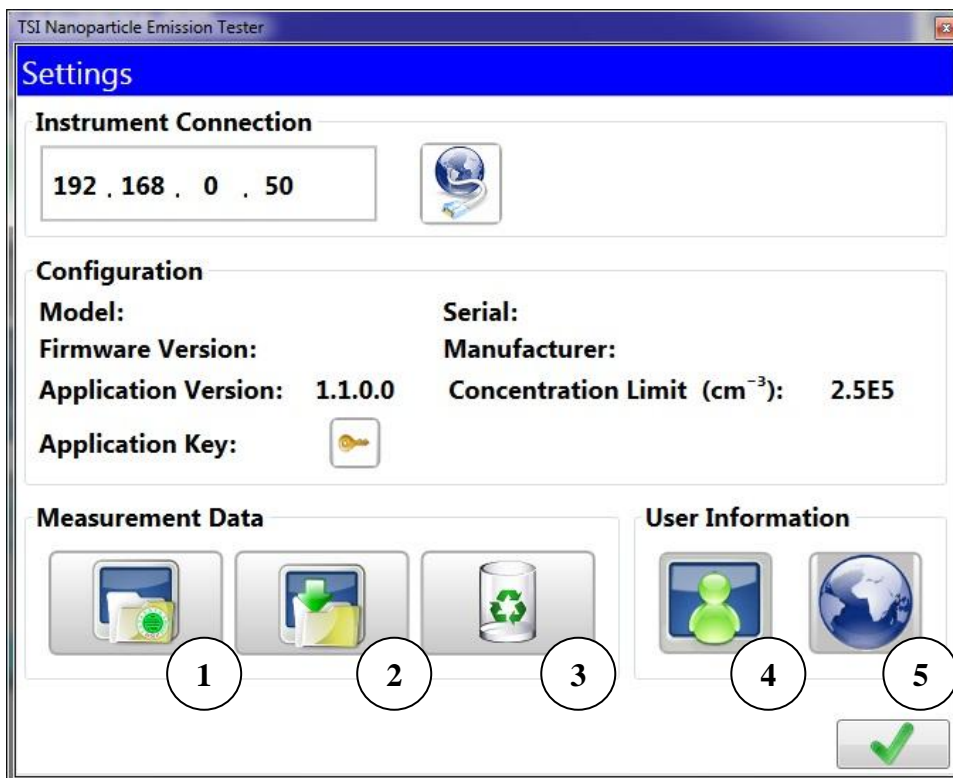 TSI Nanoparticle Emission Tester
Settings
Instrument Connection
192 . 168 . 0 . 50
Configuration
Model: Serial:
Firmware Version: Manufacturer:
Application Version: 1.1.0.0 Concentration Limit (cm⁻³): 2.5E5
Application Key:
Measurement Data User Information
1 2 3 4 5